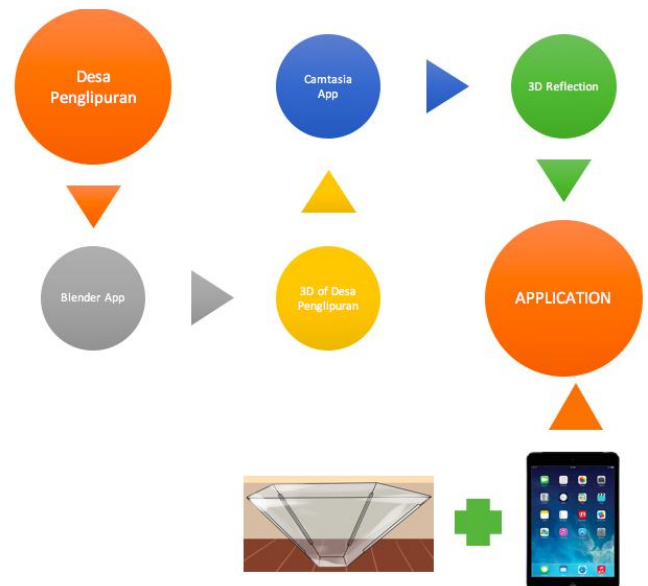 Desa
Penglipuran
Blender App
3D of Desa
Penglipuran
Camtasia
App
3D Reflection
APPLICATION